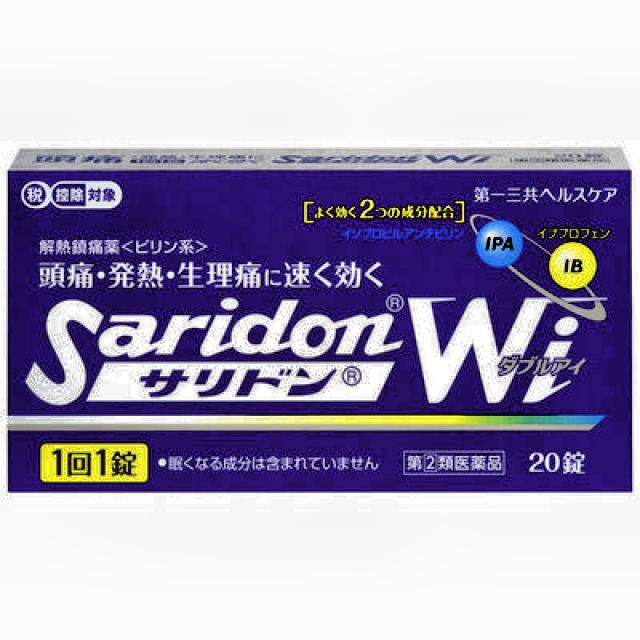 Saridon Wi
税 控除 対象
第一三共ヘルスケア
[よく効く2つの成分配合]
イソプロピルアンチピリン
IPA
イブプロフェン
IB
解熱鎮痛薬<ピリン系>
頭痛・発熱・生理痛に速く効く
Saridon® Wi
サリドン®
ダブルアイ
1回1錠
•眠くなる成分は含まれていません
指定第②類医薬品
20錠